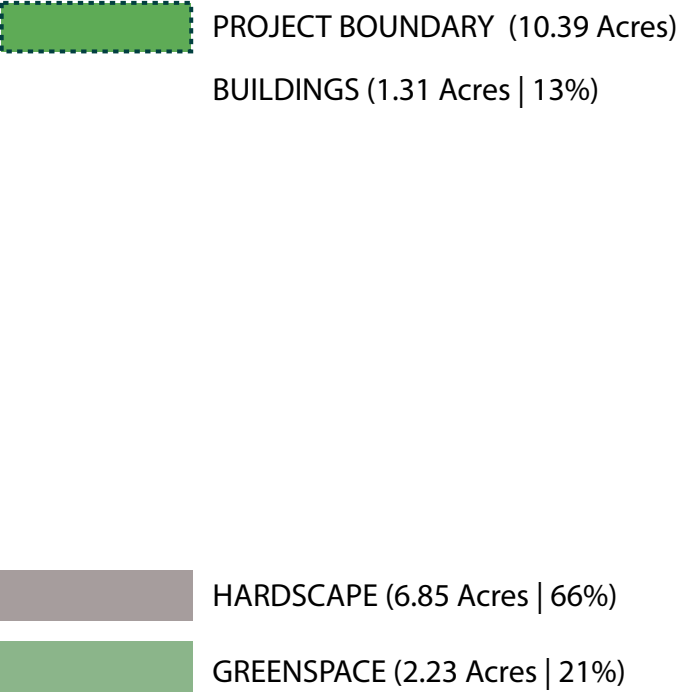 PROJECT BOUNDARY (10.39 Acres)
BUILDINGS (1.31 Acres | 13%)
HARDSCAPE (6.85 Acres | 66%)
GREENSPACE (2.23 Acres | 21%)